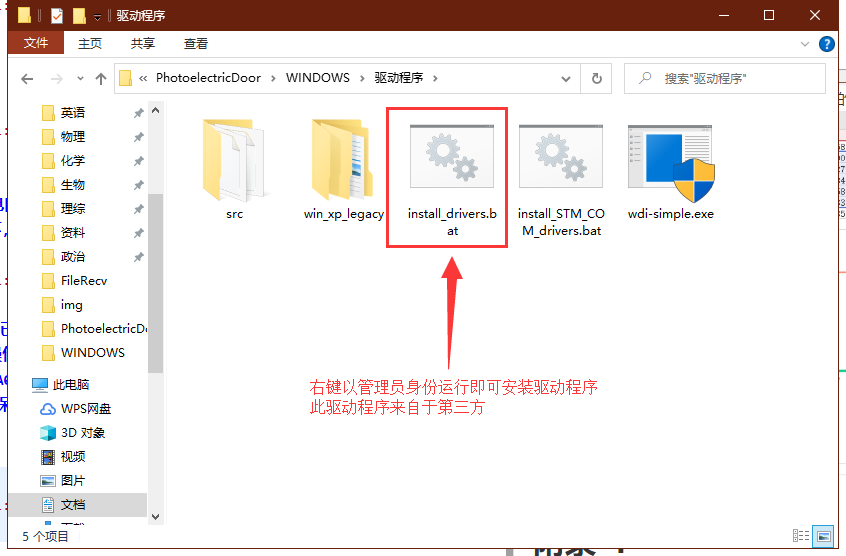 驱动程序
文件 主页 共享 查看
« PhotoelectricDoor › WINDOWS › 驱动程序 ›
搜索"驱动程序"
英语
物理
化学
生物
理综
资料
政治
FileRecv
img
PhotoelectricD
WINDOWS
此电脑
WPS网盘
3D 对象
视频
图片
文档
src
win_xp_legacy
install_drivers.b
at
install_STM_CO
M_drivers.bat
wdi-simple.exe
右键以管理员身份运行即可安装驱动程序
此驱动程序来自于第三方
5 个项目